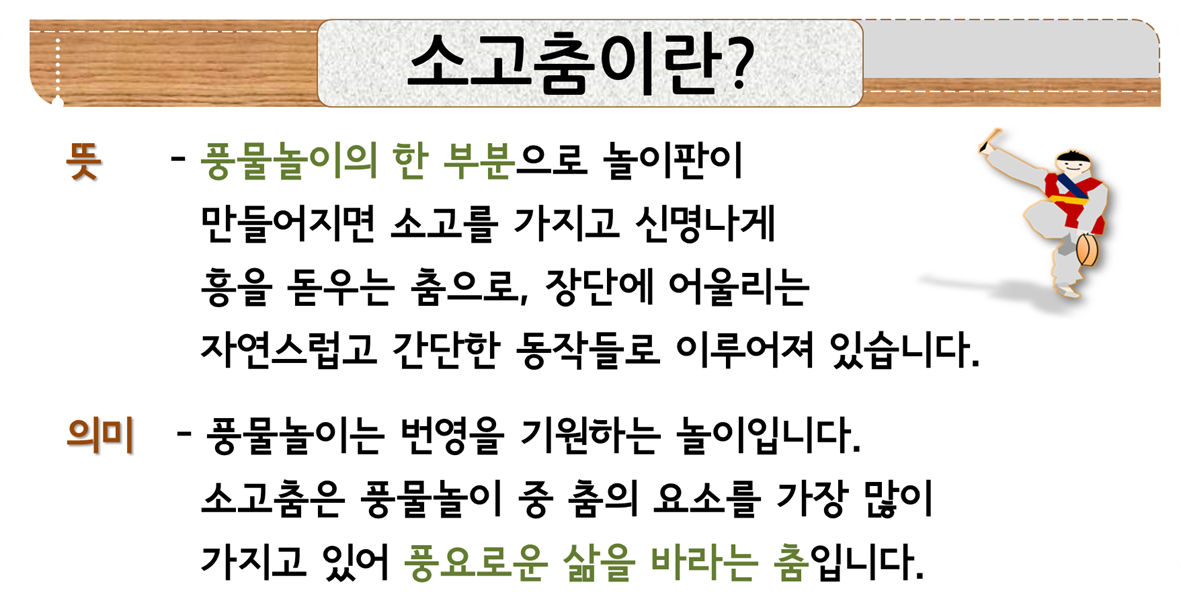 소고춤이란?
뜻 - 풍물놀이의 한 부분으로 놀이판이
만들어지면 소고를 가지고 신명나게
흥을 돋우는 춤으로, 장단에 어울리는
자연스럽고 간단한 동작들로 이루어져 있습니다.
의미 - 풍물놀이는 번영을 기원하는 놀이입니다.
소고춤은 풍물놀이 중 춤의 요소를 가장 많이
가지고 있어 풍요로운 삶을 바라는 춤입니다.